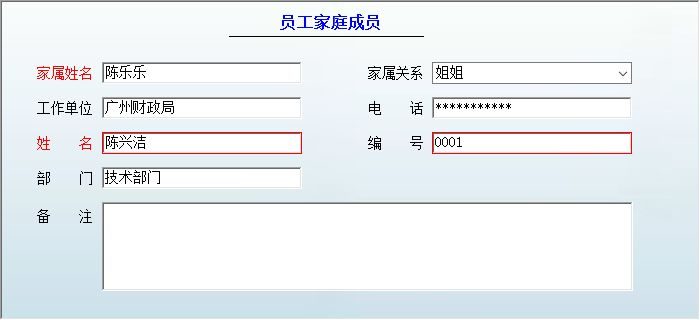 员工家庭成员
家属姓名 陈乐乐 家属关系 姐姐
工作单位 广州财政局 电 话 ***********
姓 名 陈兴洁 编 号 0001
部 门 技术部门
备 注